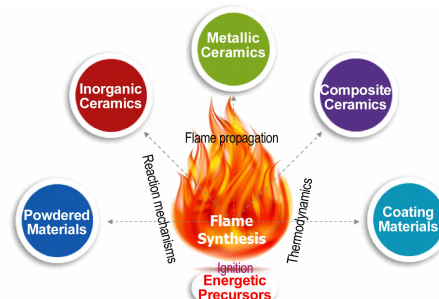 Metallic
Ceramics
Inorganic
Ceramics
Composite
Ceramics
Flame propagation
Reaction mechanisms
Thermodynamics
Powdered
Materials
Flame
Synthesis
Coating
Materials
Ignition
Energetic
Precursors